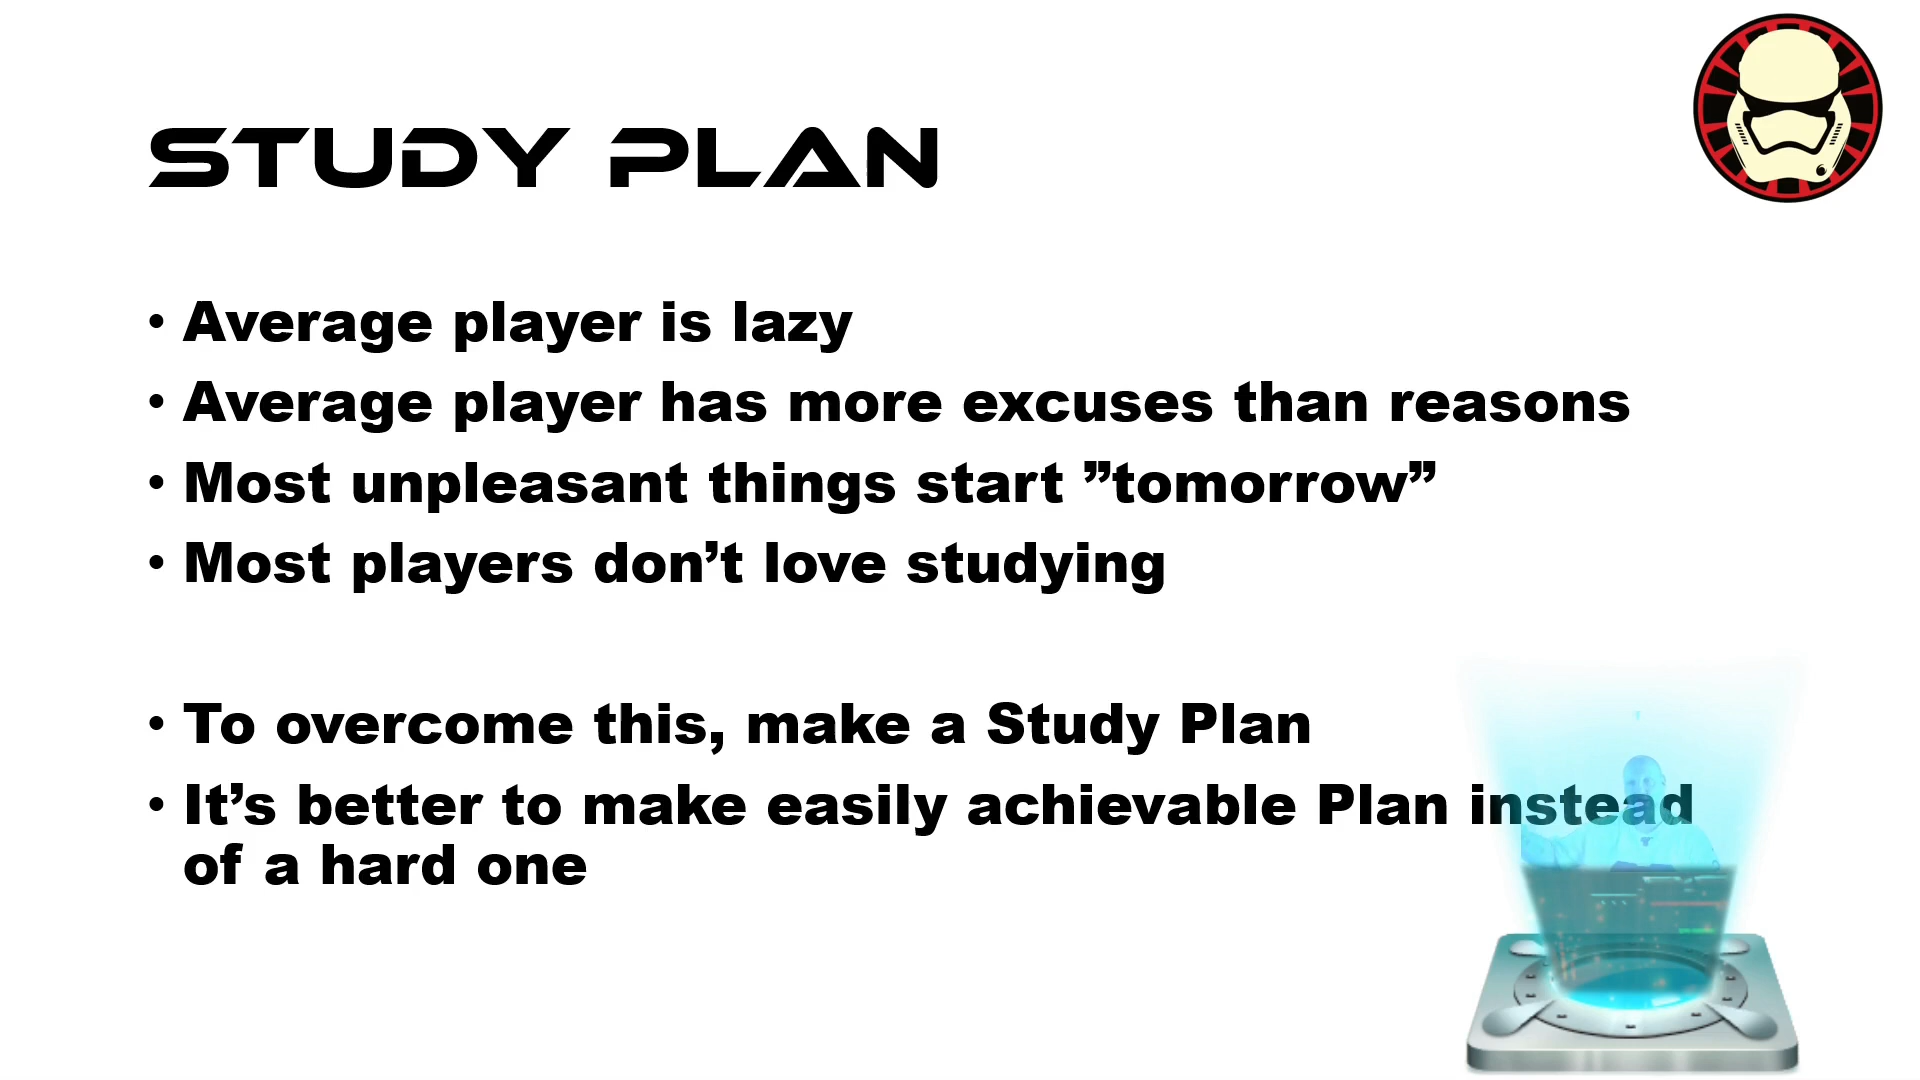 STUDY PLAN
• Average player is lazy
• Average player has more excuses than reasons
• Most unpleasant things start ”tomorrow”
• Most players don’t love studying
• To overcome this, make a Study Plan
• It’s better to make easily achievable Plan instead
of a hard one